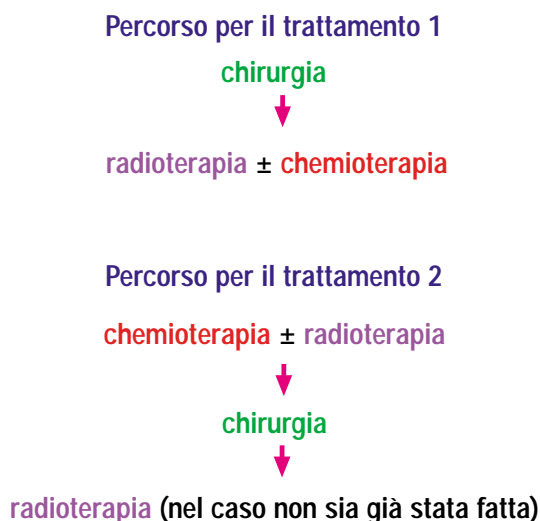 Percorso per il trattamento 1
chirurgia
radioterapia ± chemioterapia
Percorso per il trattamento 2
chemioterapia ± radioterapia
chirurgia
radioterapia (nel caso non sia già stata fatta)